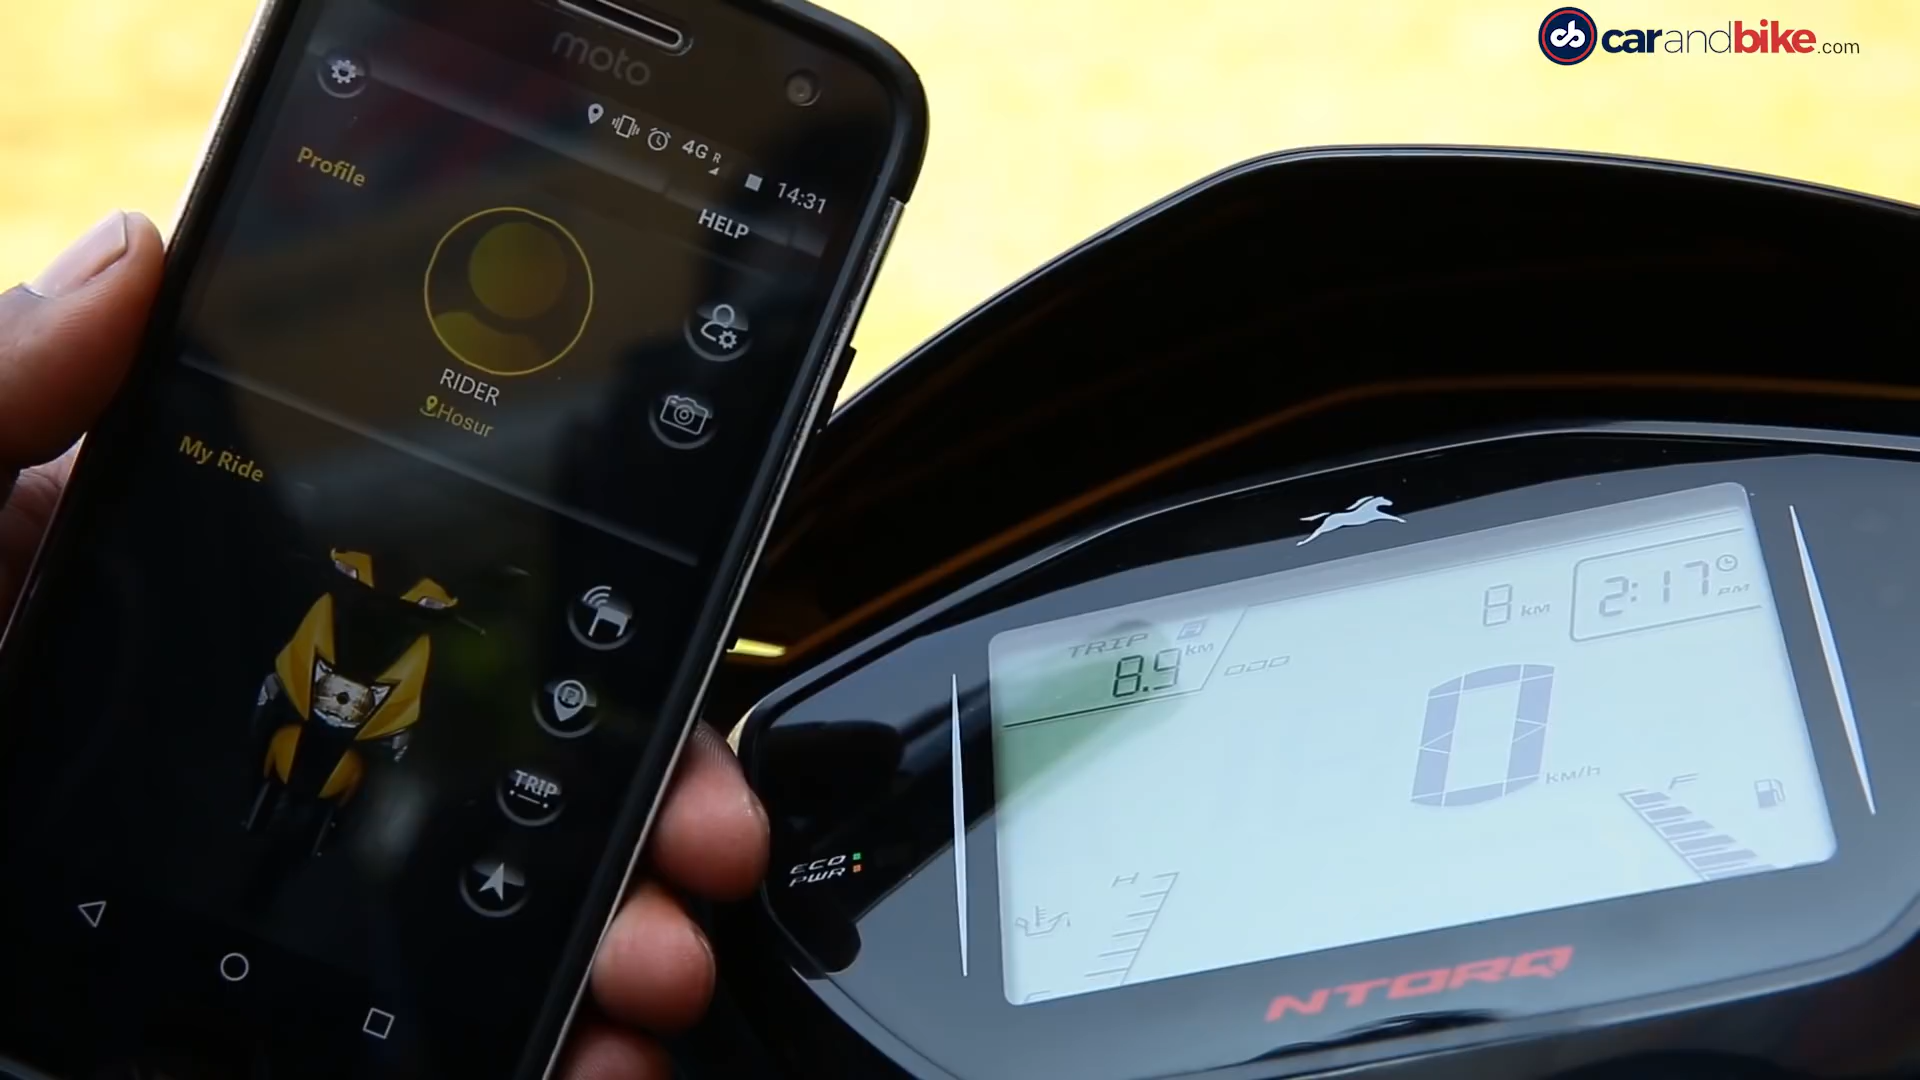 carandbike.com
moto
4G R
14:31
Profile
HELP
RIDER
Hosur
My Ride
TRIP
8 KM
2:17 PM
TRIP
8.9 KM
0 KM/H
F
H
ECO
PWR
NTORQ